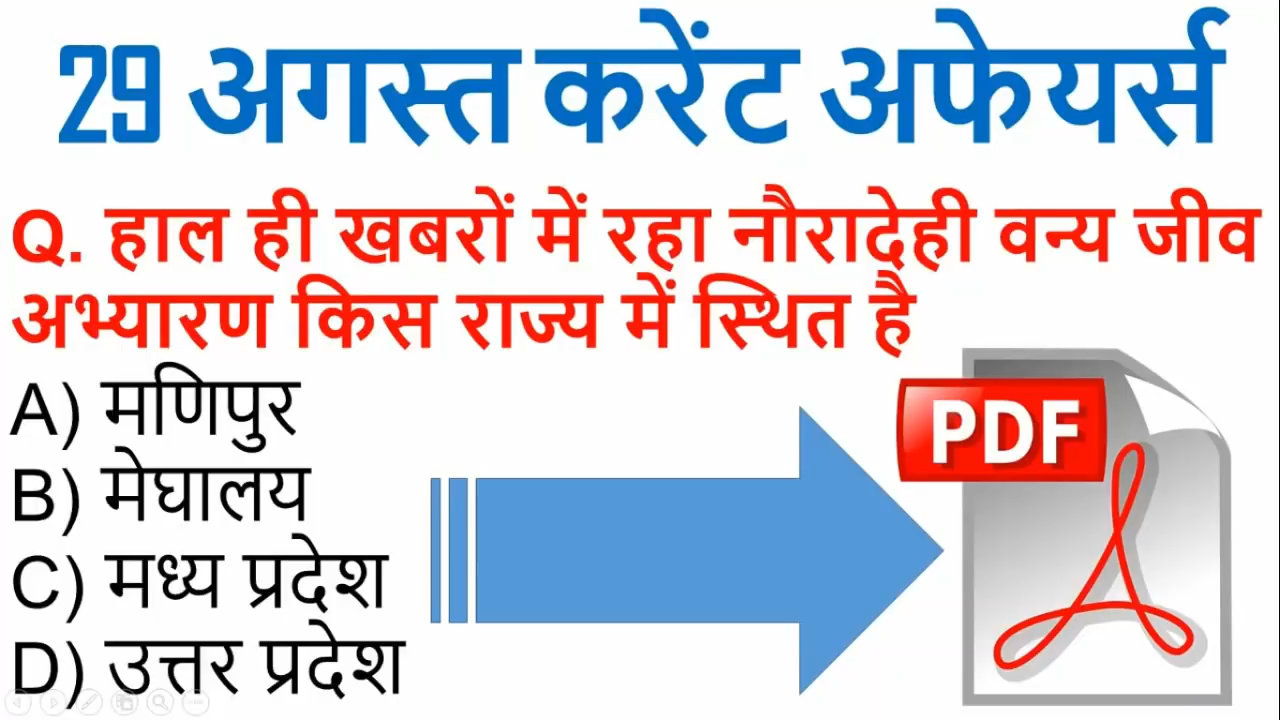 29 अगस्त करेंट अफेयर्स
Q. हाल ही खबरों में रहा नौरादेही वन्य जीव
अभ्यारण किस राज्य में स्थित है
A) मणिपुर
B) मेघालय
C) मध्य प्रदेश
D) उत्तर प्रदेश
PDF